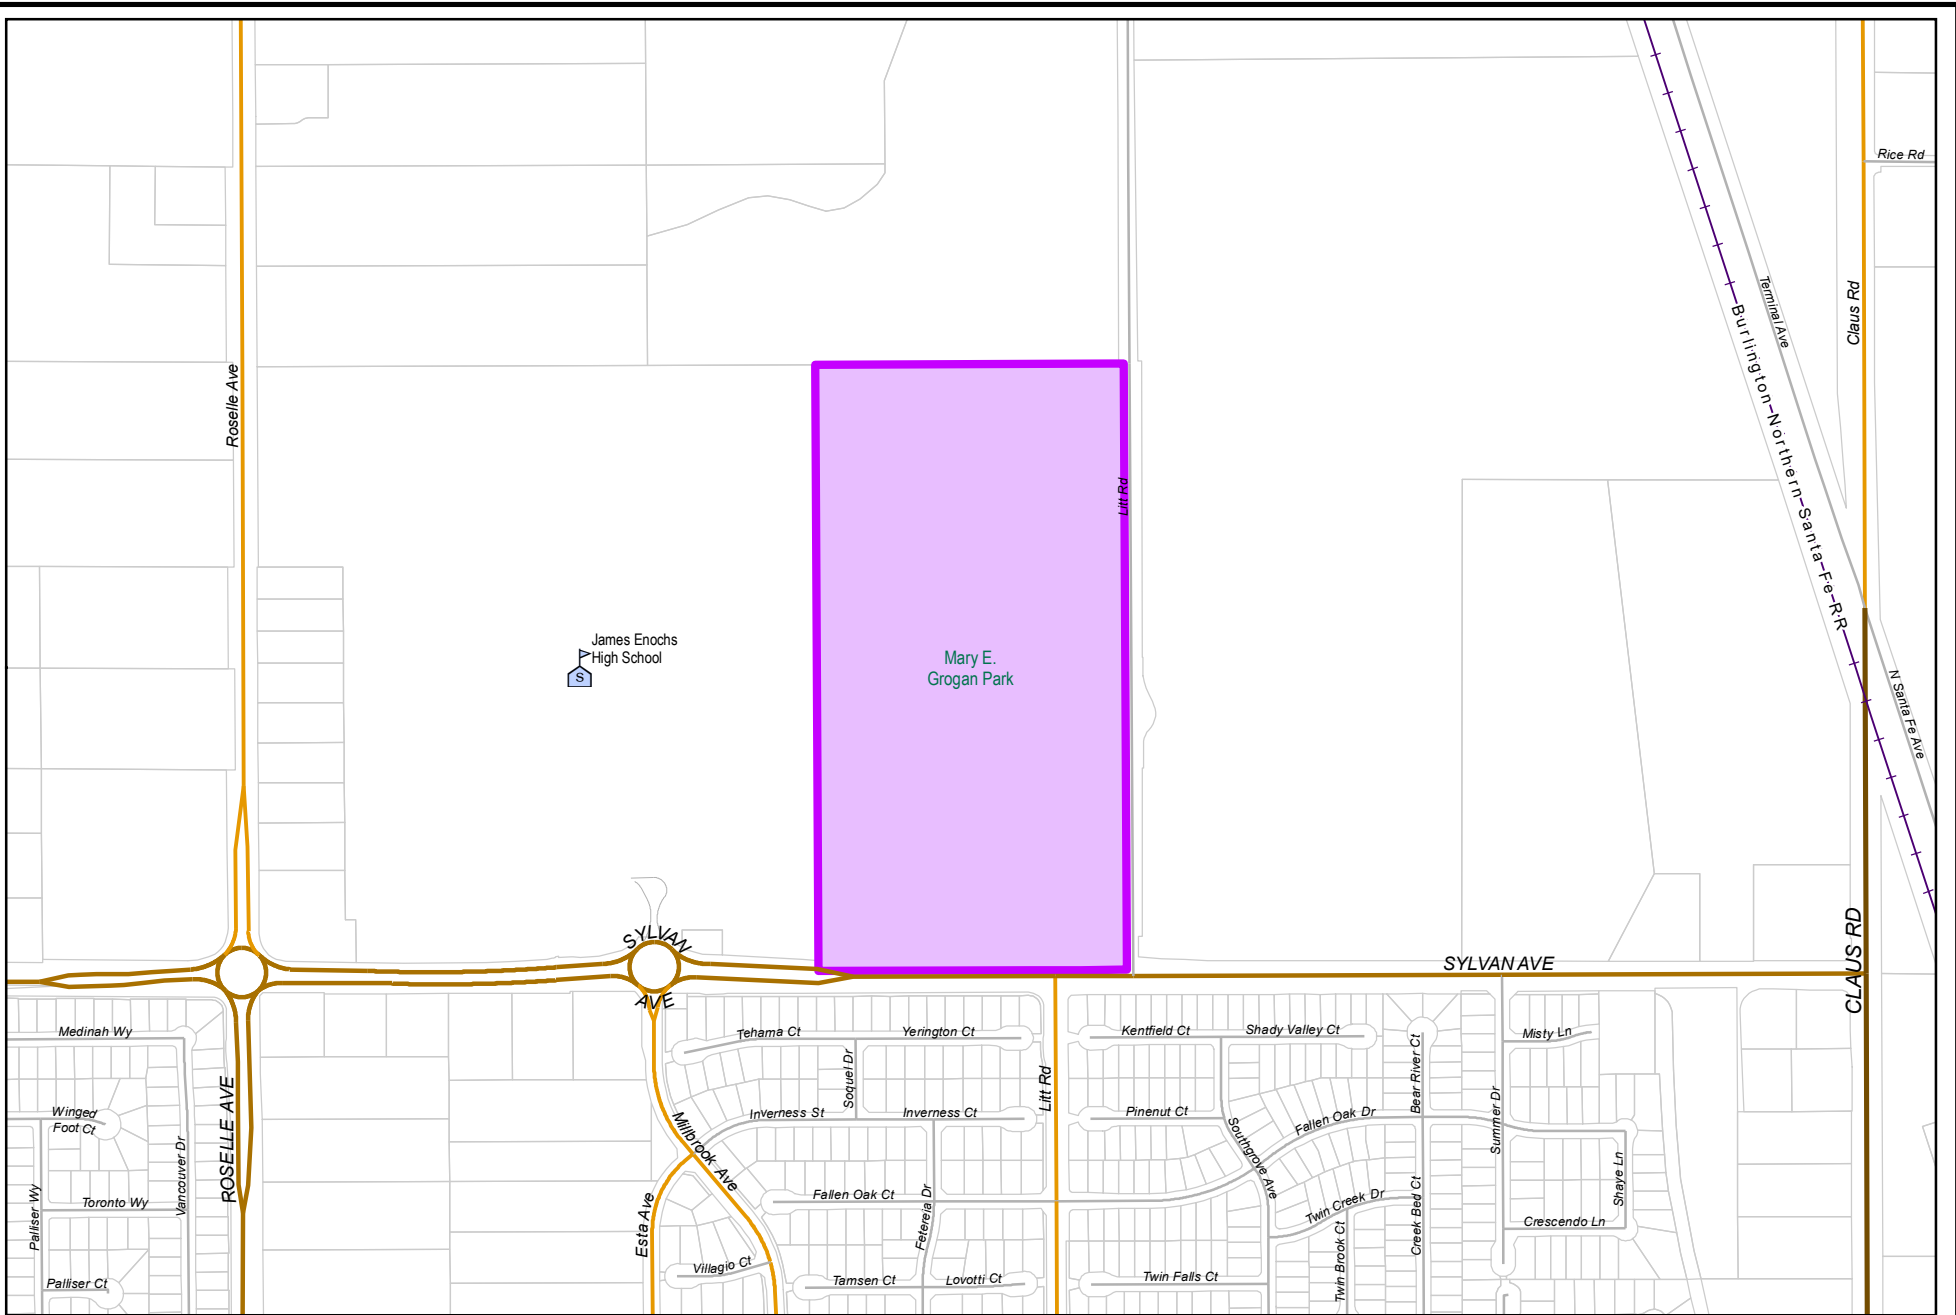 Rice Rd
Terminal Ave
Claus Rd
Burlington Northern Santa Fe RR
Roselle Ave
Litt Rd
James Enochs
High School
S
Mary E.
Grogan Park
N Santa Fe Ave
SYLVAN
AVE
SYLVAN AVE
CLAUS RD
Medinah Wy
Tehama Ct
Yerington Ct
Kentfield Ct
Shady Valley Ct
Misty Ln
Soquel Dr
Litt Rd
Bear River Ct
Winged
Foot Ct
ROSELLE AVE
Inverness St
Inverness Ct
Pinenut Ct
Fallen Oak Dr
Summer Dr
Millbrook Ave
Southgrove Ave
Vancouver Dr
Palliser Wy
Toronto Wy
Esta Ave
Fallen Oak Ct
Fetereia Dr
Twin Creek Dr
Creek Bed Ct
Shaye Ln
Crescendo Ln
Twin Brook Ct
Palliser Ct
Villagio Ct
Tamsen Ct
Lovotti Ct
Twin Falls Ct